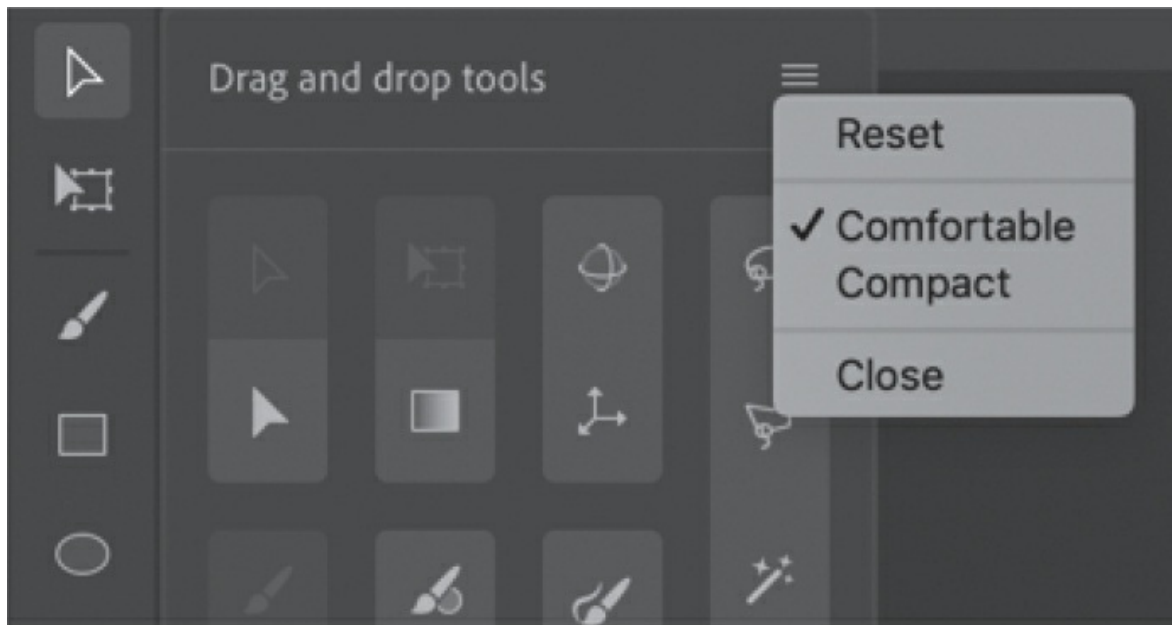 Drag and drop tools
Reset
Comfortable
Compact
Close